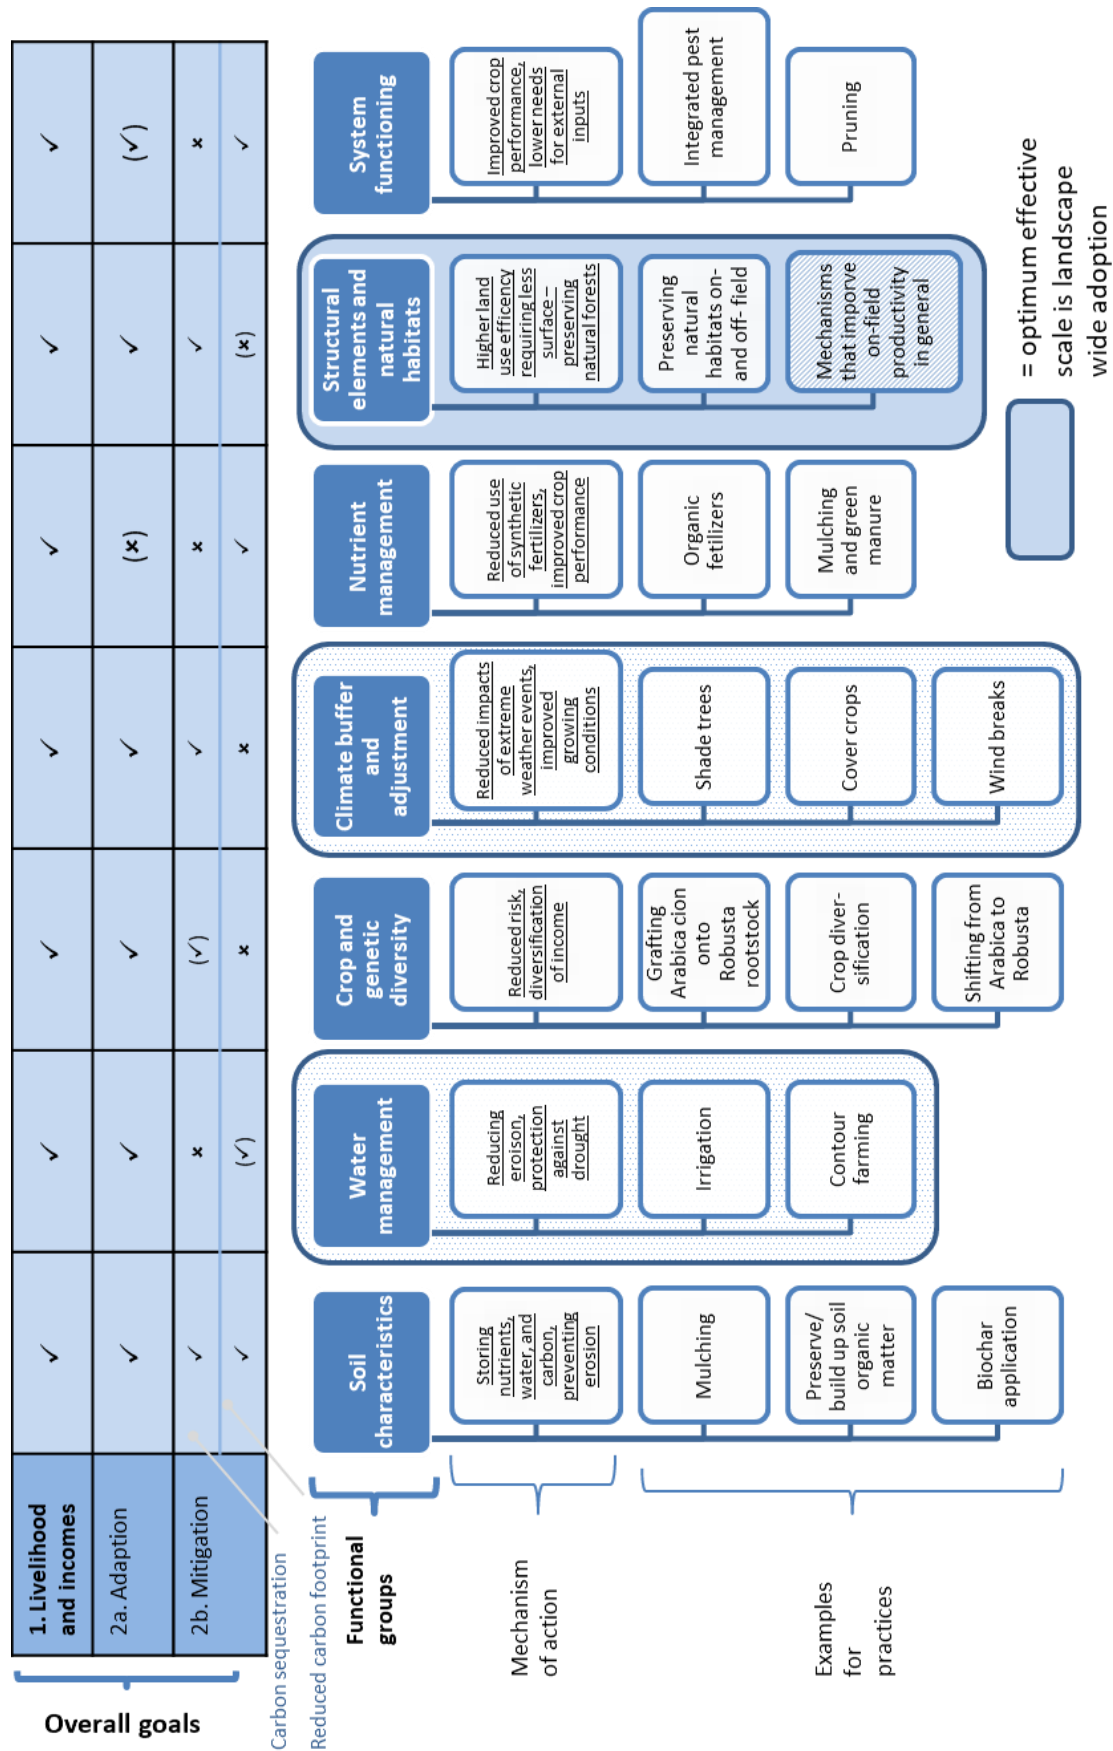 Overall goals
1. Livelihood
and incomes
✓ ✓ ✓ ✓ ✓ ✓ ✓
2a. Adaption
✓ ✓ ✓ ✓ (×) ✓ (✓)
2b. Mitigation
✓ × (✓) ✓ × ✓ ×
✓ (✓) × × ✓ (×) ✓
Carbon sequestration
Reduced carbon footprint
Functional
groups
Mechanism
of action
Examples
for
practices
Soil
characteristics
Storing
nutrients,
water, and
carbon,
preventing
erosion
Mulching
Preserve/
build up soil
organic
matter
Biochar
application
Water
management
Reducing
eroison,
protection
against
drought
Irrigation
Contour
farming
Crop and
genetic
diversity
Reduced risk,
diversification
of income
Grafting
Arabica cion
onto
Robusta
rootstock
Crop diver-
sification
Shifting from
Arabica to
Robusta
Climate buffer
and
adjustment
Reduced impacts
of extreme
weather events,
improved
growing
conditions
Shade trees
Cover crops
Wind breaks
Nutrient
management
Reduced use
of synthetic
fertilizers,
improved crop
performance
Organic
fetilizers
Mulching
and green
manure
Structural
elements and
natural
habitats
Higher land
use efficency
requiring less
surface –
preserving
natural forests
Preserving
natural
habitats on-
and off- field
Mechanisms
that imporve
on-field
productivity
in general
System
functioning
Improved crop
performance,
lower needs
for external
inputs
Integrated pest
management
Pruning
= optimum effective
scale is landscape
wide adoption